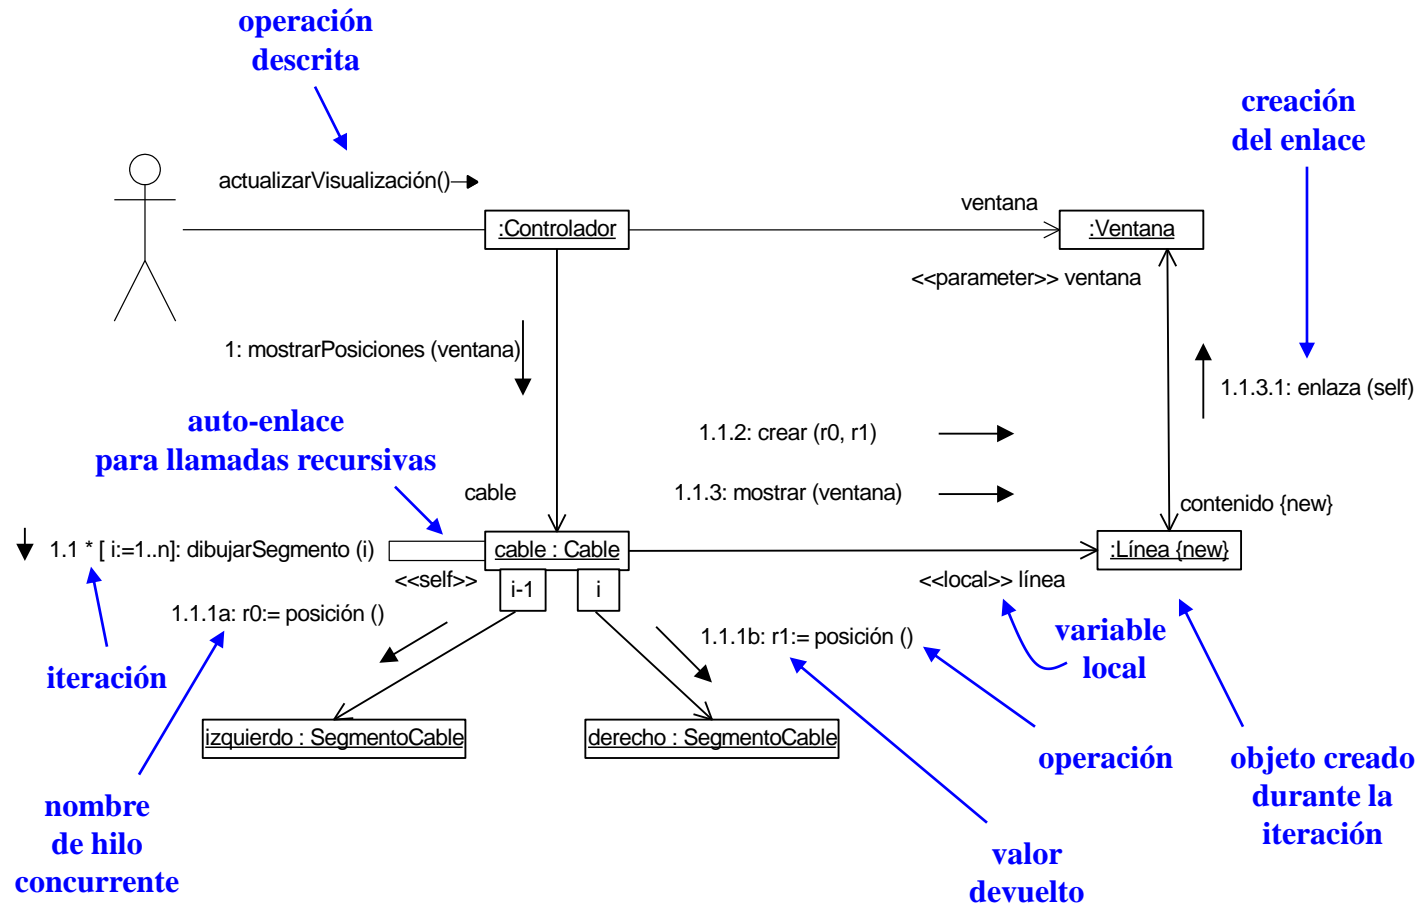 operación
descrita
creación
del enlace
actualizarVisualización()
ventana
:Controlador
:Ventana
<<parameter>> ventana
1: mostrarPosiciones (ventana)
1.1.3.1: enlaza (self)
auto-enlace
para llamadas recursivas
1.1.2: crear (r0, r1)
cable
1.1.3: mostrar (ventana)
contenido {new}
1.1 * [ i:=1..n]: dibujarSegmento (i)
cable : Cable
:Línea {new}
<<self>>
i-1
i
<<local>> línea
1.1.1a: r0:= posición ()
1.1.1b: r1:= posición ()
variable
local
iteración
izquierdo : SegmentoCable
derecho : SegmentoCable
operación
objeto creado
durante la
iteración
nombre
de hilo
concurrente
valor
devuelto